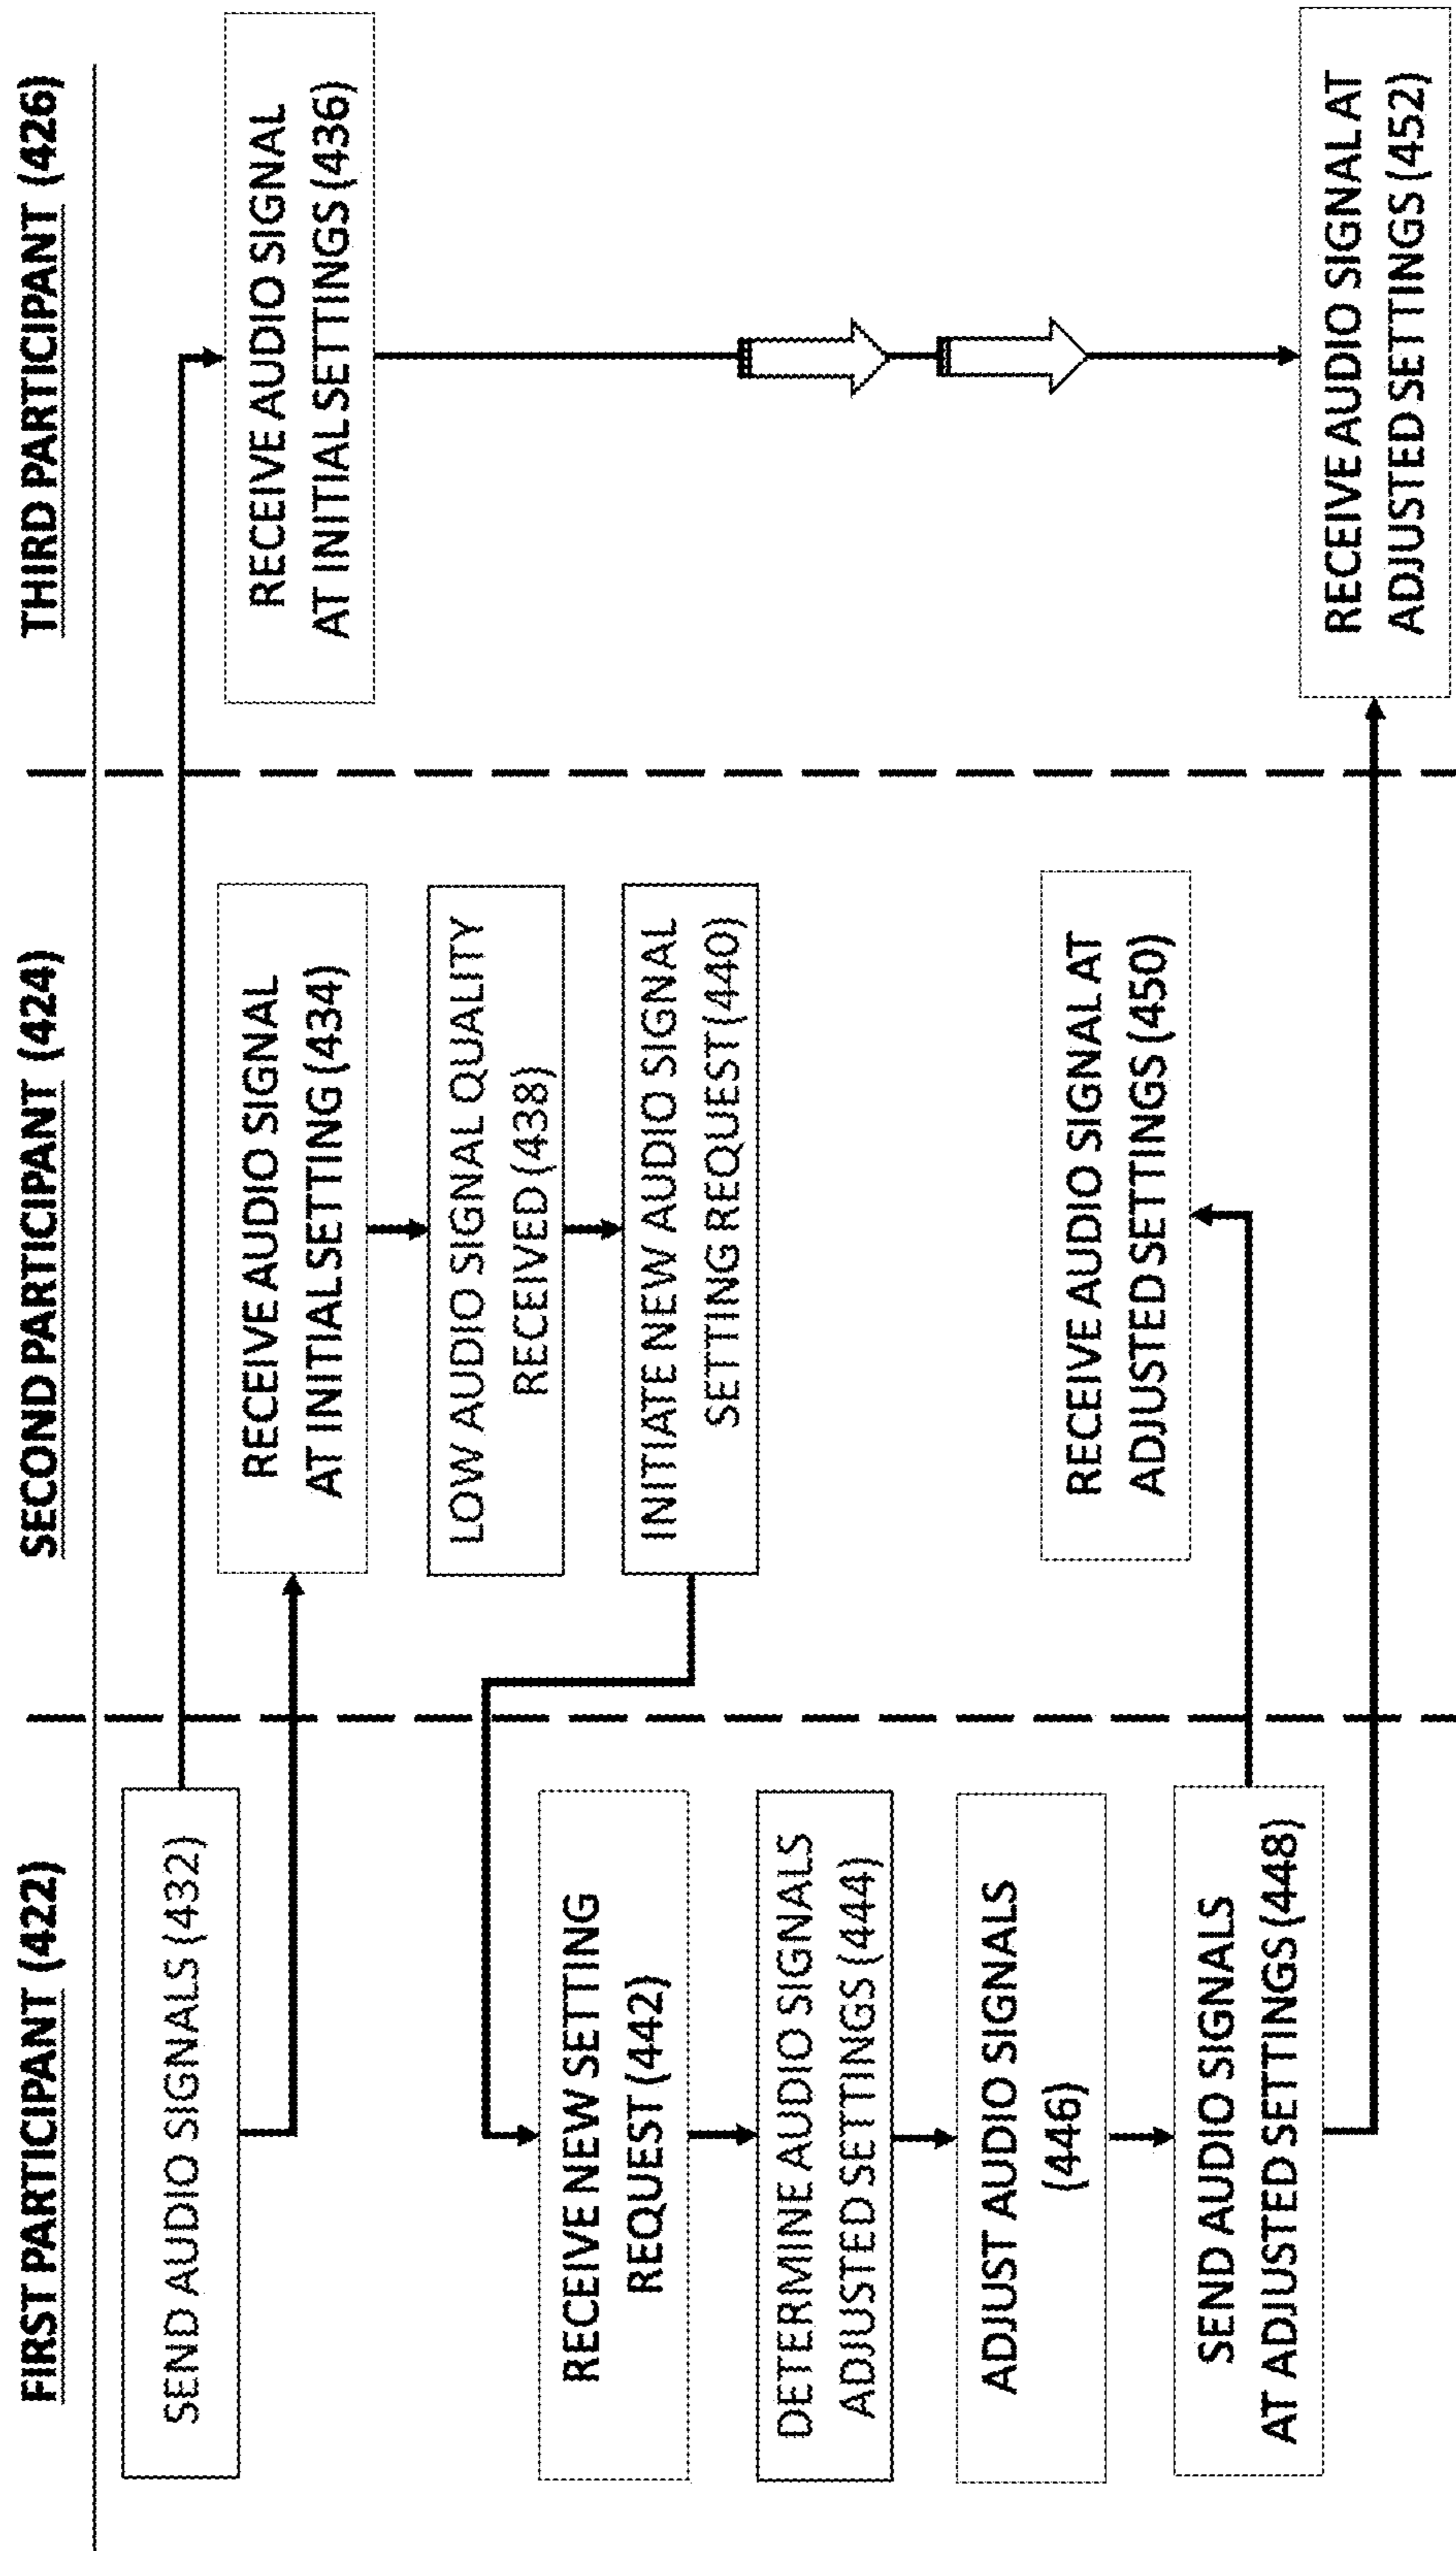 FIRST PARTICIPANT (422)
SECOND PARTICIPANT (424)
THIRD PARTICIPANT (426)
SEND AUDIO SIGNALS (432)
RECEIVE AUDIO SIGNAL
AT INITIAL SETTING (434)
RECEIVE AUDIO SIGNAL
AT INITIAL SETTINGS (436)
LOW AUDIO SIGNAL QUALITY
RECEIVED (438)
INITIATE NEW AUDIO SIGNAL
SETTING REQUEST (440)
RECEIVE NEW SETTING
REQUEST (442)
DETERMINE AUDIO SIGNALS
ADJUSTED SETTINGS (444)
ADJUST AUDIO SIGNALS
(446)
SEND AUDIO SIGNALS
AT ADJUSTED SETTINGS (448)
RECEIVE AUDIO SIGNAL AT
ADJUSTED SETTINGS (450)
RECEIVE AUDIO SIGNAL AT
ADJUSTED SETTINGS (452)